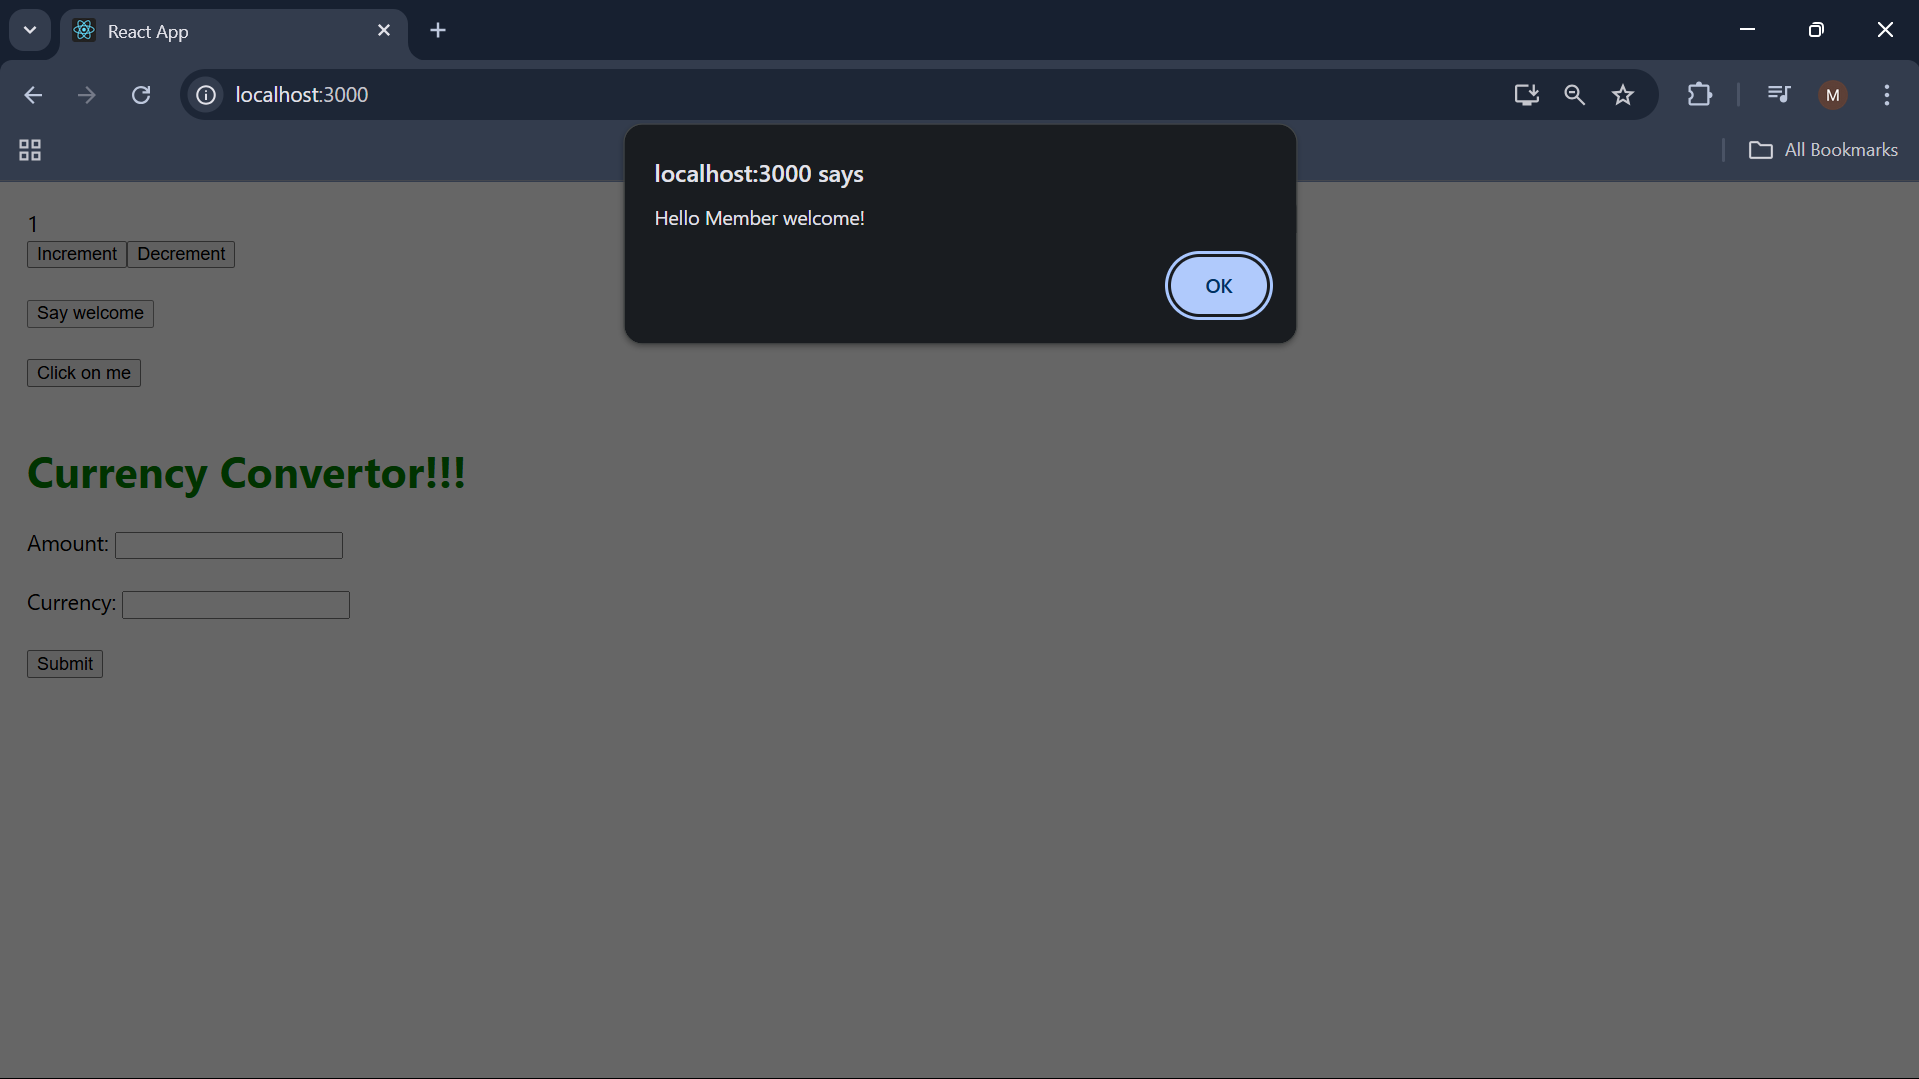 React App
localhost:3000
M
All Bookmarks
localhost:3000 says
Hello Member welcome!
OK
1
Increment Decrement
Say welcome
Click on me
Currency Convertor!!!
Amount:
Currency:
Submit